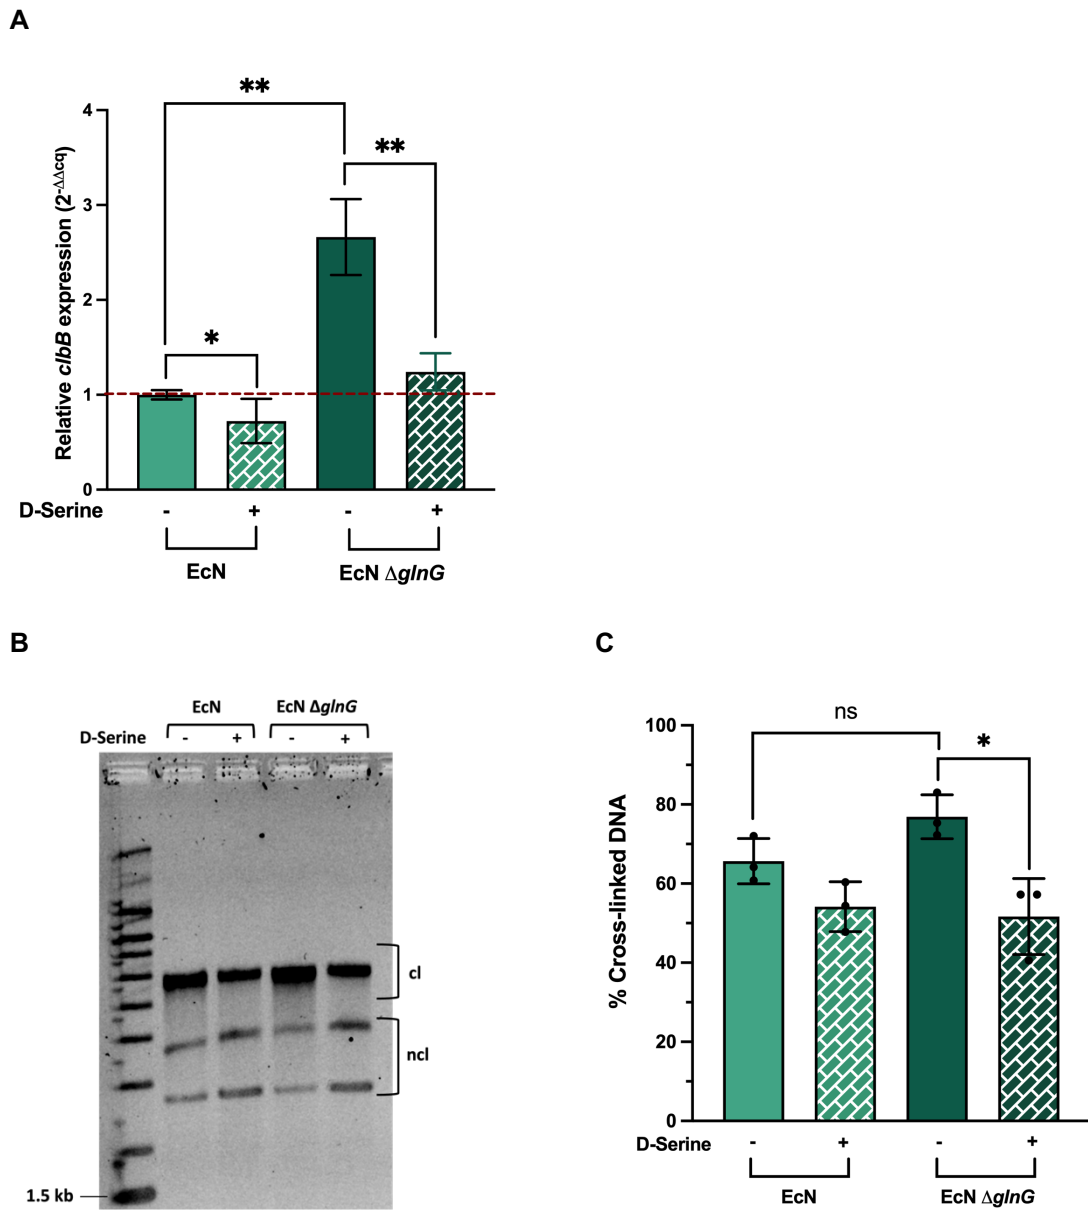 A
**
**
*
4
3
2
1
0
Relative clbB expression (2-ΔΔcq)
D-Serine - + - +
EcN EcN ΔglnG
B
EcN EcN ΔglnG
D-Serine - + - +
cl
ncl
1.5 kb
C
ns
*
100
80
60
40
20
0
% Cross-linked DNA
D-Serine - + - +
EcN EcN ΔglnG